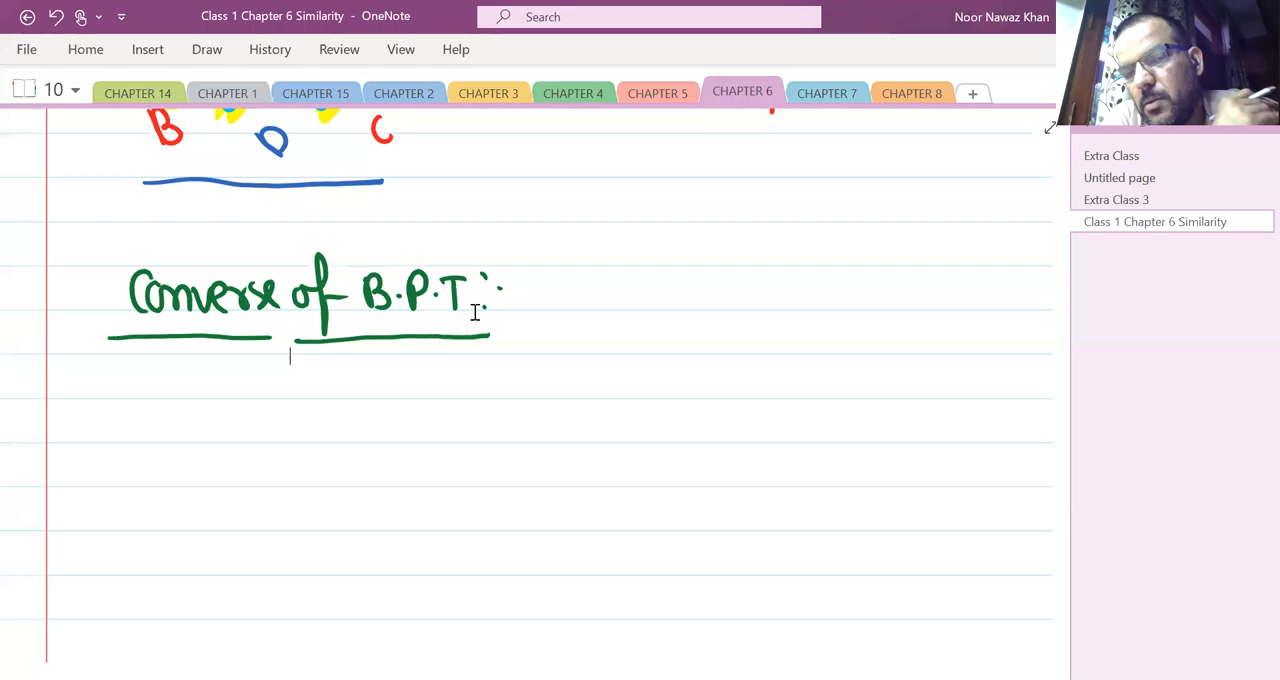 Class 1 Chapter 6 Similarity - OneNote
Search
Noor Nawaz Khan
File Home Insert Draw History Review View Help
10 CHAPTER 14 CHAPTER 1 CHAPTER 15 CHAPTER 2 CHAPTER 3 CHAPTER 4 CHAPTER 5 CHAPTER 6 CHAPTER 7 CHAPTER 8 +
B D C
Extra Class
Untitled page
Extra Class 3
Class 1 Chapter 6 Similarity
Converse of B.P.T :-